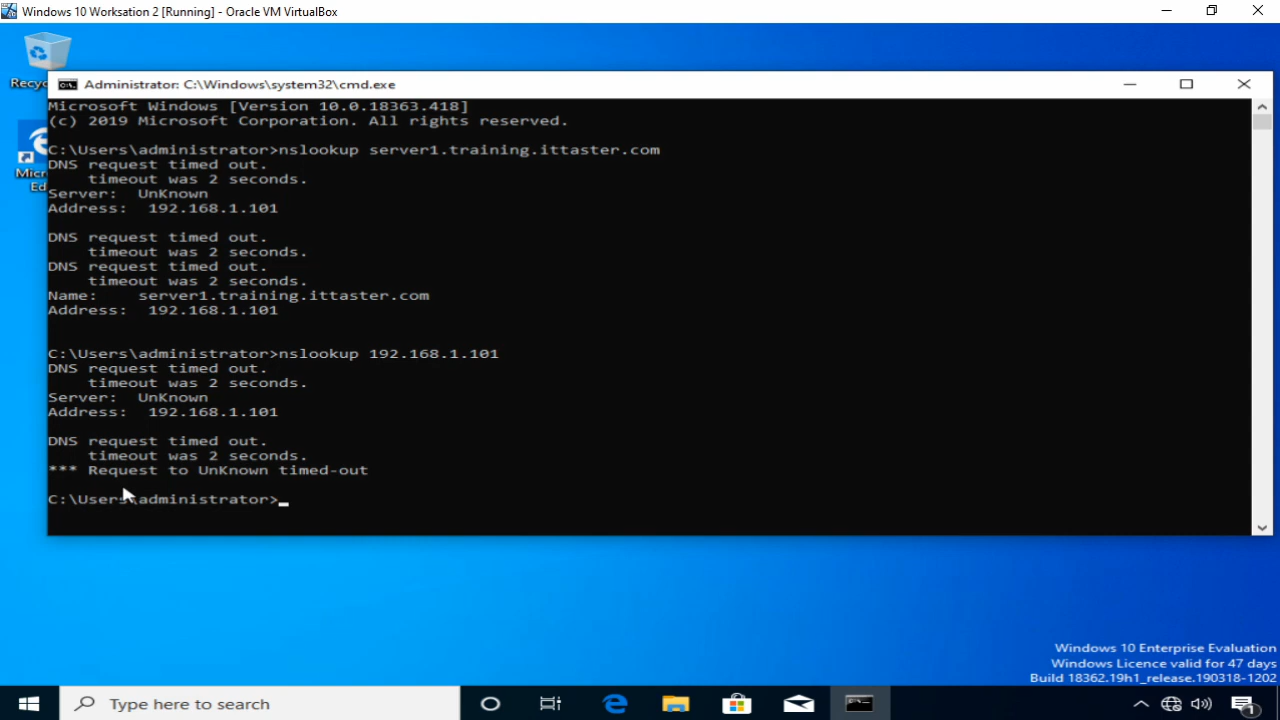 Windows 10 Worksation 2 [Running] - Oracle VM VirtualBox
Administrator: C:\Windows\system32\cmd.exe
Microsoft Windows [Version 10.0.18363.418]
(c) 2019 Microsoft Corporation. All rights reserved.
C:\Users\administrator>nslookup server1.training.ittaster.com
DNS request timed out.
    timeout was 2 seconds.
Server:  UnKnown
Address:  192.168.1.101
DNS request timed out.
    timeout was 2 seconds.
DNS request timed out.
    timeout was 2 seconds.
Name:    server1.training.ittaster.com
Address:  192.168.1.101
C:\Users\administrator>nslookup 192.168.1.101
DNS request timed out.
    timeout was 2 seconds.
Server:  UnKnown
Address:  192.168.1.101
DNS request timed out.
    timeout was 2 seconds.
*** Request to UnKnown timed-out
C:\Users\administrator>
Recyc
Micr
Ed
Windows 10 Enterprise Evaluation
Windows Licence valid for 47 days
Build 18362.19h1_release.190318-1202
Type here to search
1